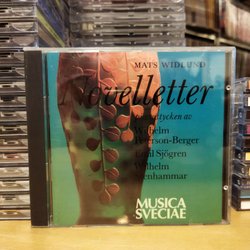 MATS WIDLUND
Novelletter
Wilhelm
Peterson-Berger
Emil Sjögren
Wilhelm
Stenhammar
MUSICA
SVECIAE